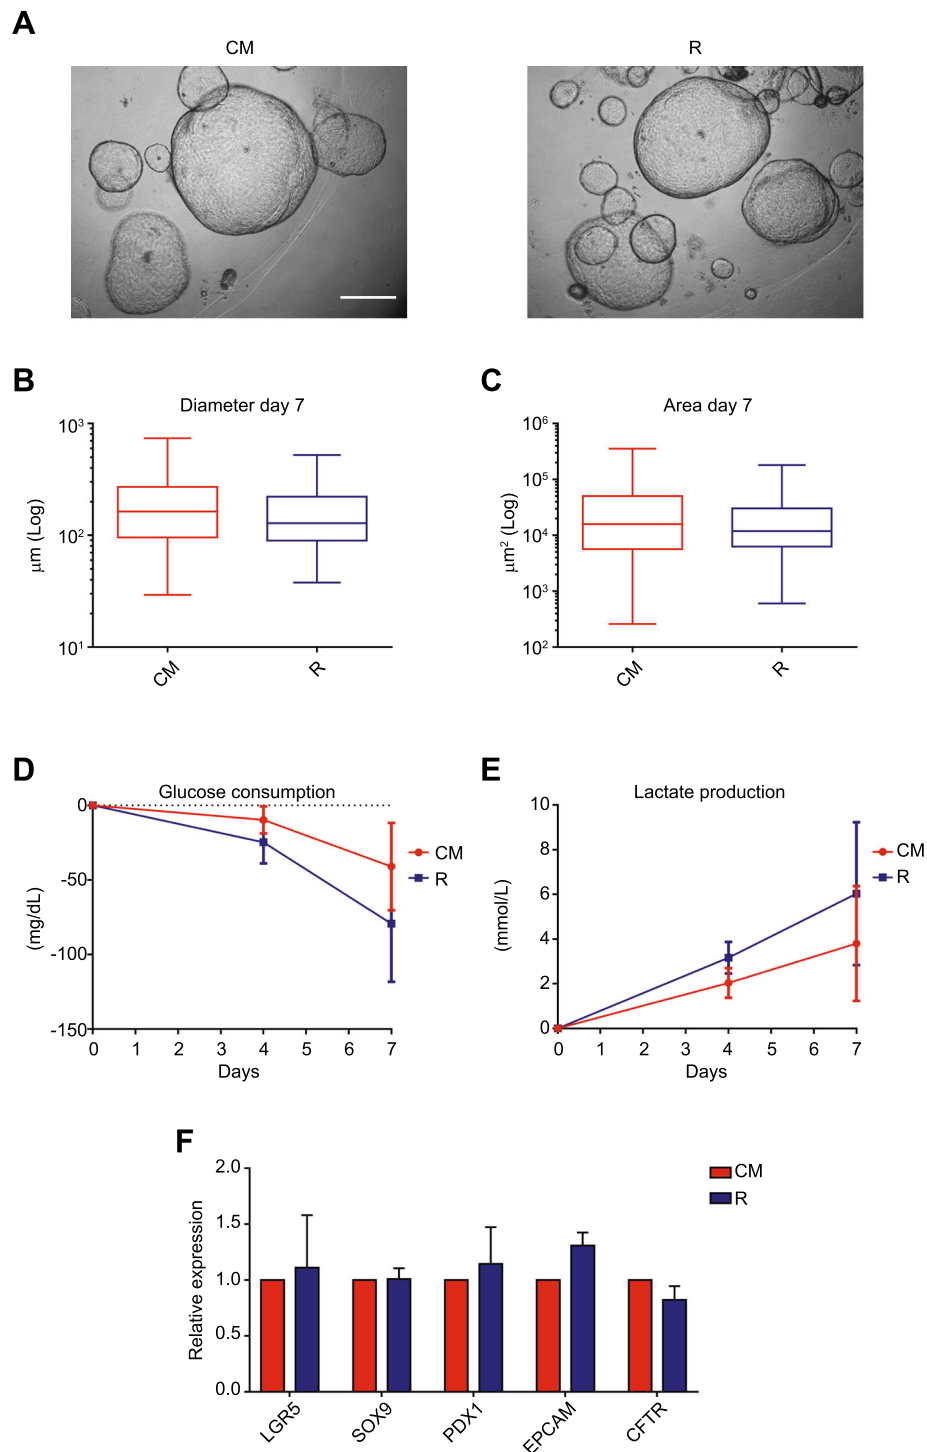 A
CM
R
B
Diameter day 7
10³
10²
10¹
μm (Log)
CM
R
C
Area day 7
10⁶
10⁵
10⁴
10³
10²
μm² (Log)
CM
R
D
Glucose consumption
0
-50
-100
-150
(mg/dL)
0 1 2 3 4 5 6 7
Days
CM
R
E
Lactate production
10
8
6
4
2
0
(mmol/L)
0 1 2 3 4 5 6 7
Days
CM
R
F
2.0
1.5
1.0
0.5
0.0
Relative expression
LGR5 SOX9 PDX1 EPCAM CFTR
CM
R